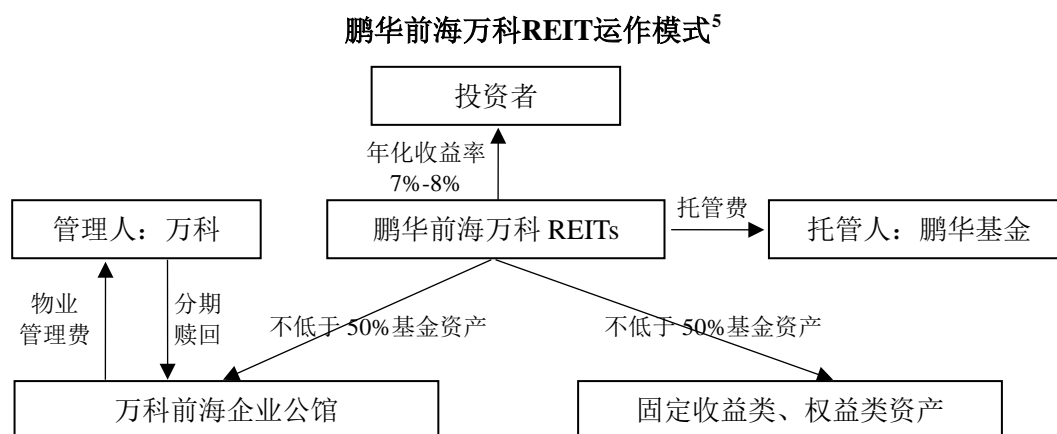 鹏华前海万科REIT运作模式5
投资者
年化收益率
7%-8%
管理人：万科
鹏华前海万科 REITs
托管费
托管人：鹏华基金
物业
管理费
分期
赎回
不低于 50%基金资产
不低于 50%基金资产
万科前海企业公馆
固定收益类、权益类资产